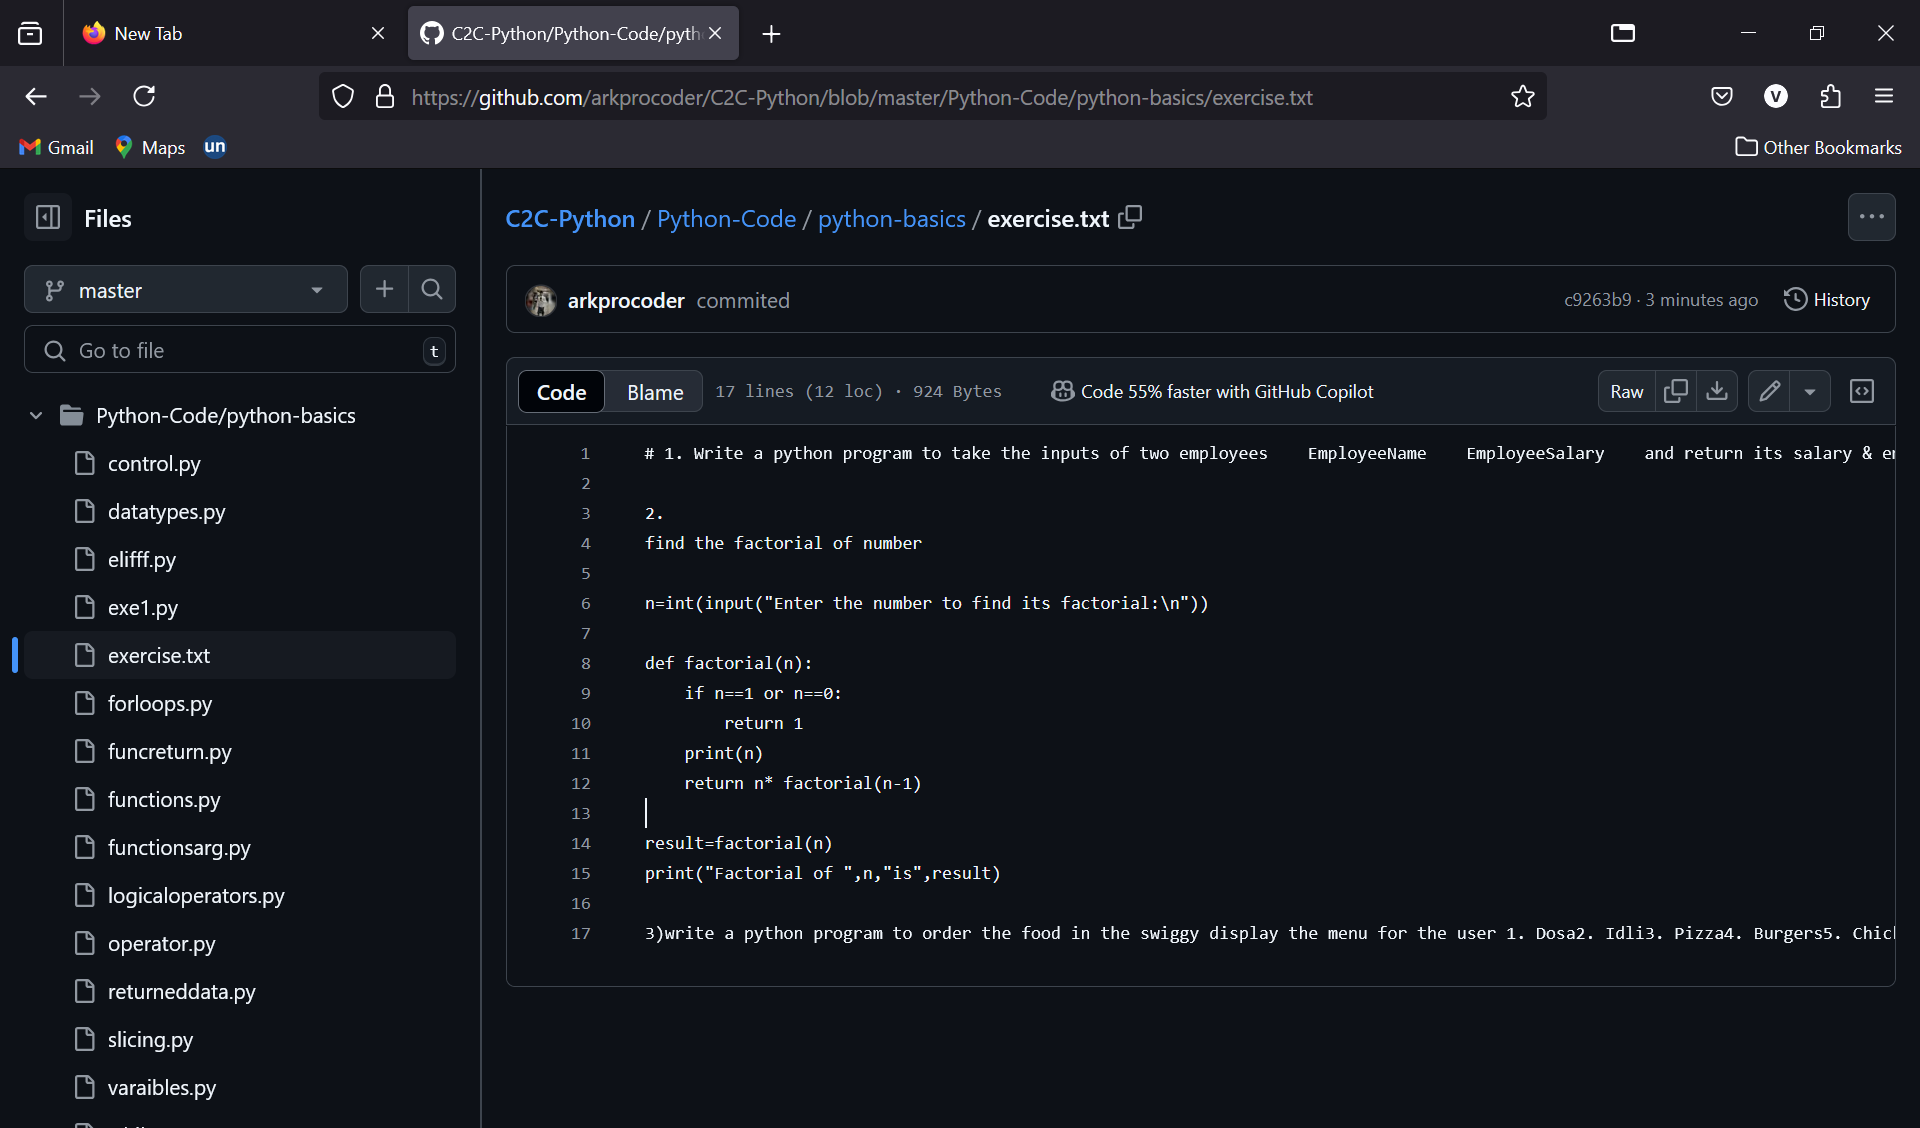 New Tab
C2C-Python/Python-Code/pyth
https://github.com/arkprocoder/C2C-Python/blob/master/Python-Code/python-basics/exercise.txt
V
Gmail
Maps
un
Other Bookmarks
Files
C2C-Python / Python-Code / python-basics / exercise.txt
master
arkprocoder commited
c9263b9 · 3 minutes ago
History
Go to file
t
Code
Blame
17 lines (12 loc) · 924 Bytes
Code 55% faster with GitHub Copilot
Raw
Python-Code/python-basics
control.py
datatypes.py
elifff.py
exe1.py
exercise.txt
forloops.py
funcreturn.py
functions.py
functionsarg.py
logicaloperators.py
operator.py
returneddata.py
slicing.py
varaibles.py
1 # 1. Write a python program to take the inputs of two employees    EmployeeName    EmployeeSalary    and return its salary &
2
3 2.
4 find the factorial of number
5
6 n=int(input("Enter the number to find its factorial:\n"))
7
8 def factorial(n):
9     if n==1 or n==0:
10         return 1
11     print(n)
12     return n* factorial(n-1)
13
14 result=factorial(n)
15 print("Factorial of ",n,"is",result)
16
17 3)write a python program to order the food in the swiggy display the menu for the user 1. Dosa2. Idli3. Pizza4. Burgers5.